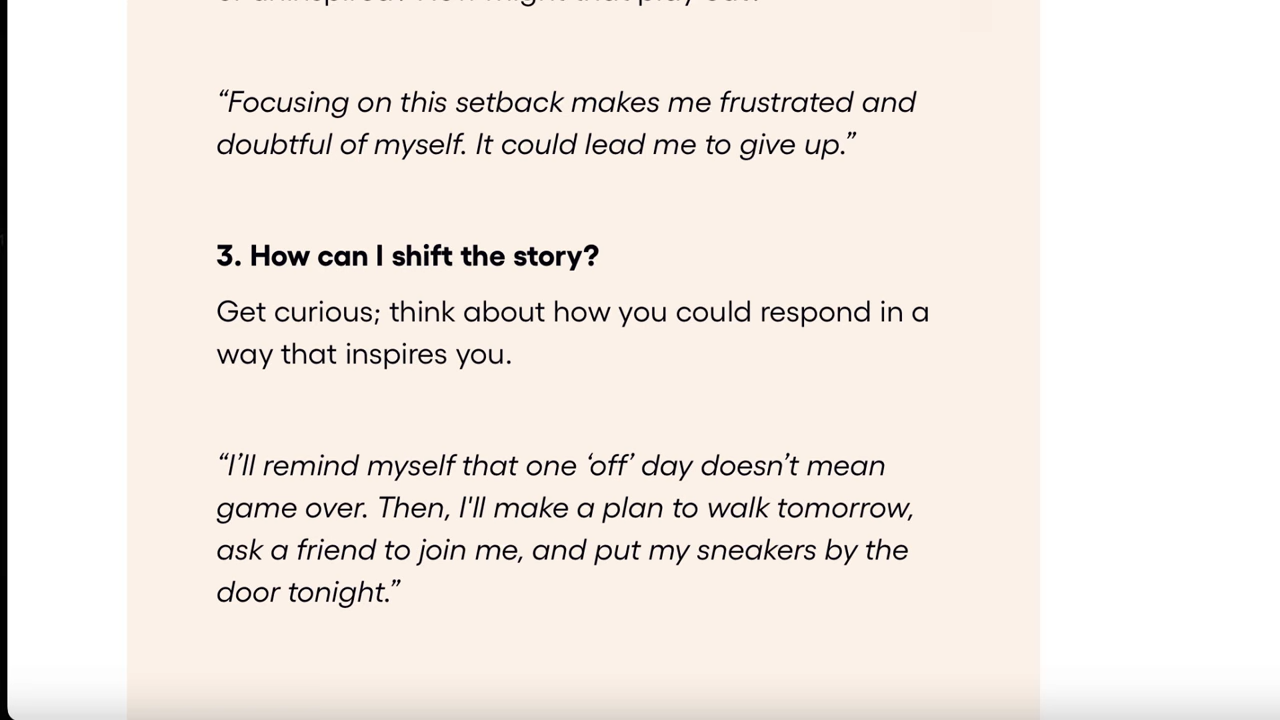 “Focusing on this setback makes me frustrated and
doubtful of myself. It could lead me to give up.”
3. How can I shift the story?
Get curious; think about how you could respond in a
way that inspires you.
“I’ll remind myself that one ‘off’ day doesn’t mean
game over. Then, I'll make a plan to walk tomorrow,
ask a friend to join me, and put my sneakers by the
door tonight.”